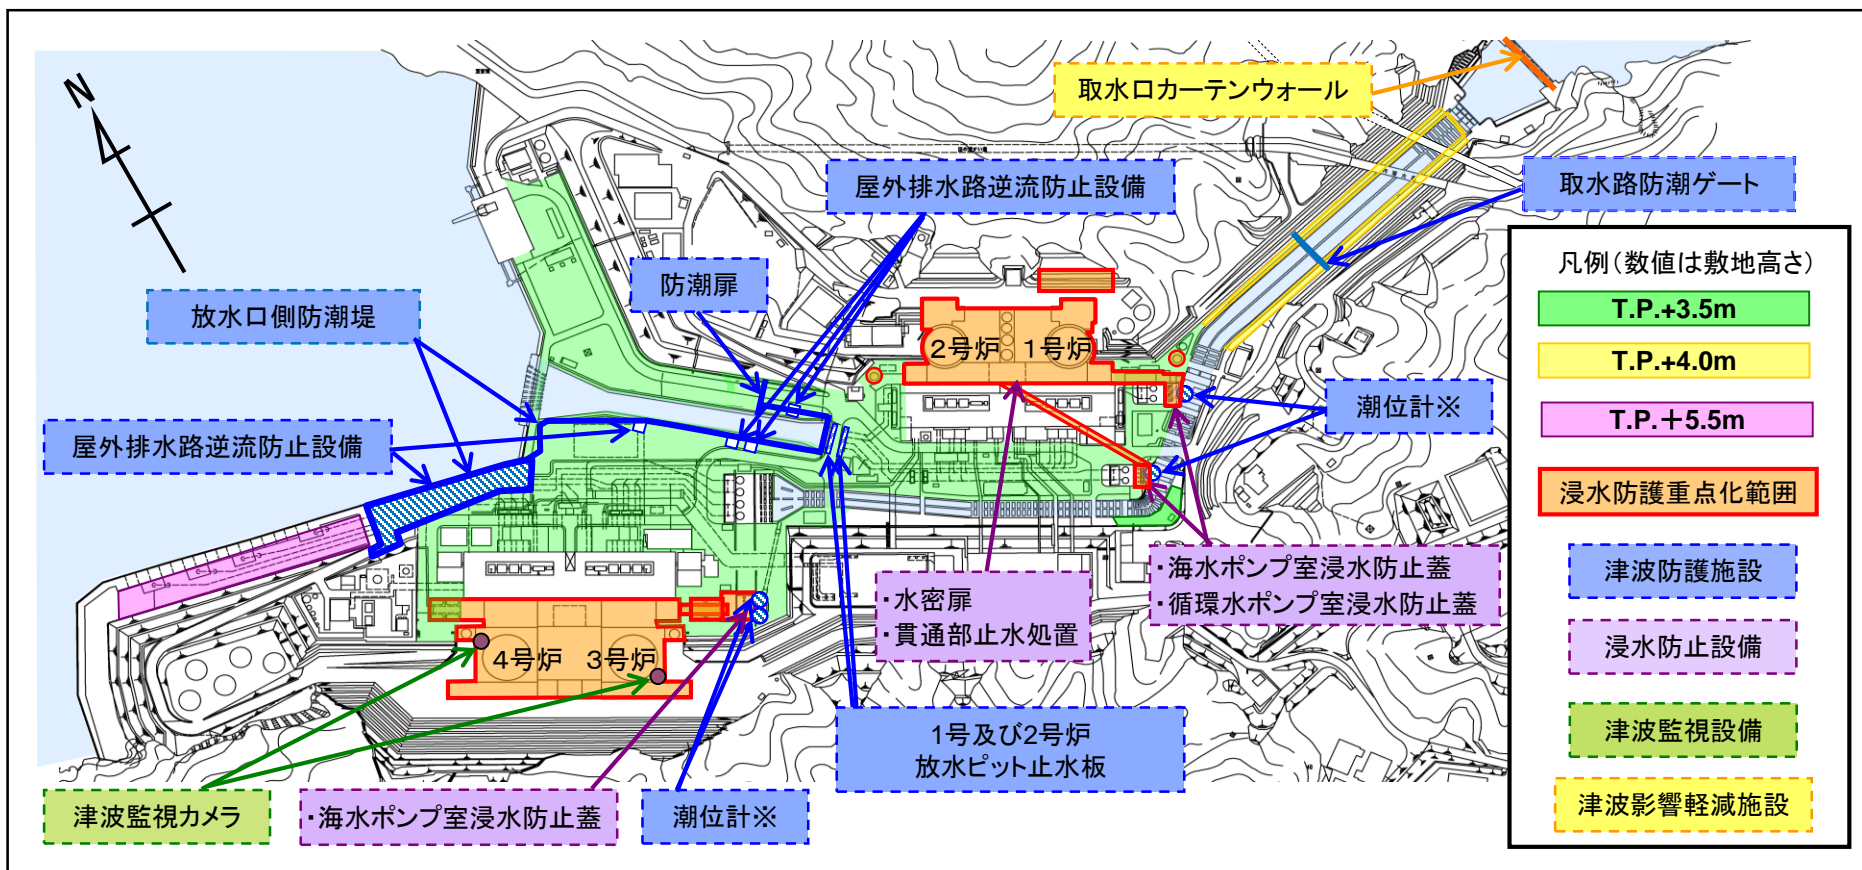 N
取水口カーテンウォール
屋外排水路逆流防止設備
取水路防潮ゲート
防潮扉
放水口側防潮堤
2号炉 1号炉
潮位計※
屋外排水路逆流防止設備
・水密扉
・貫通部止水処置
・海水ポンプ室浸水防止蓋
・循環水ポンプ室浸水防止蓋
4号炉 3号炉
1号及び2号炉
放水ピット止水板
津波監視カメラ
・海水ポンプ室浸水防止蓋
潮位計※
凡例(数値は敷地高さ)
T.P.+3.5m
T.P.+4.0m
T.P.+5.5m
浸水防護重点化範囲
津波防護施設
浸水防止設備
津波監視設備
津波影響軽減施設